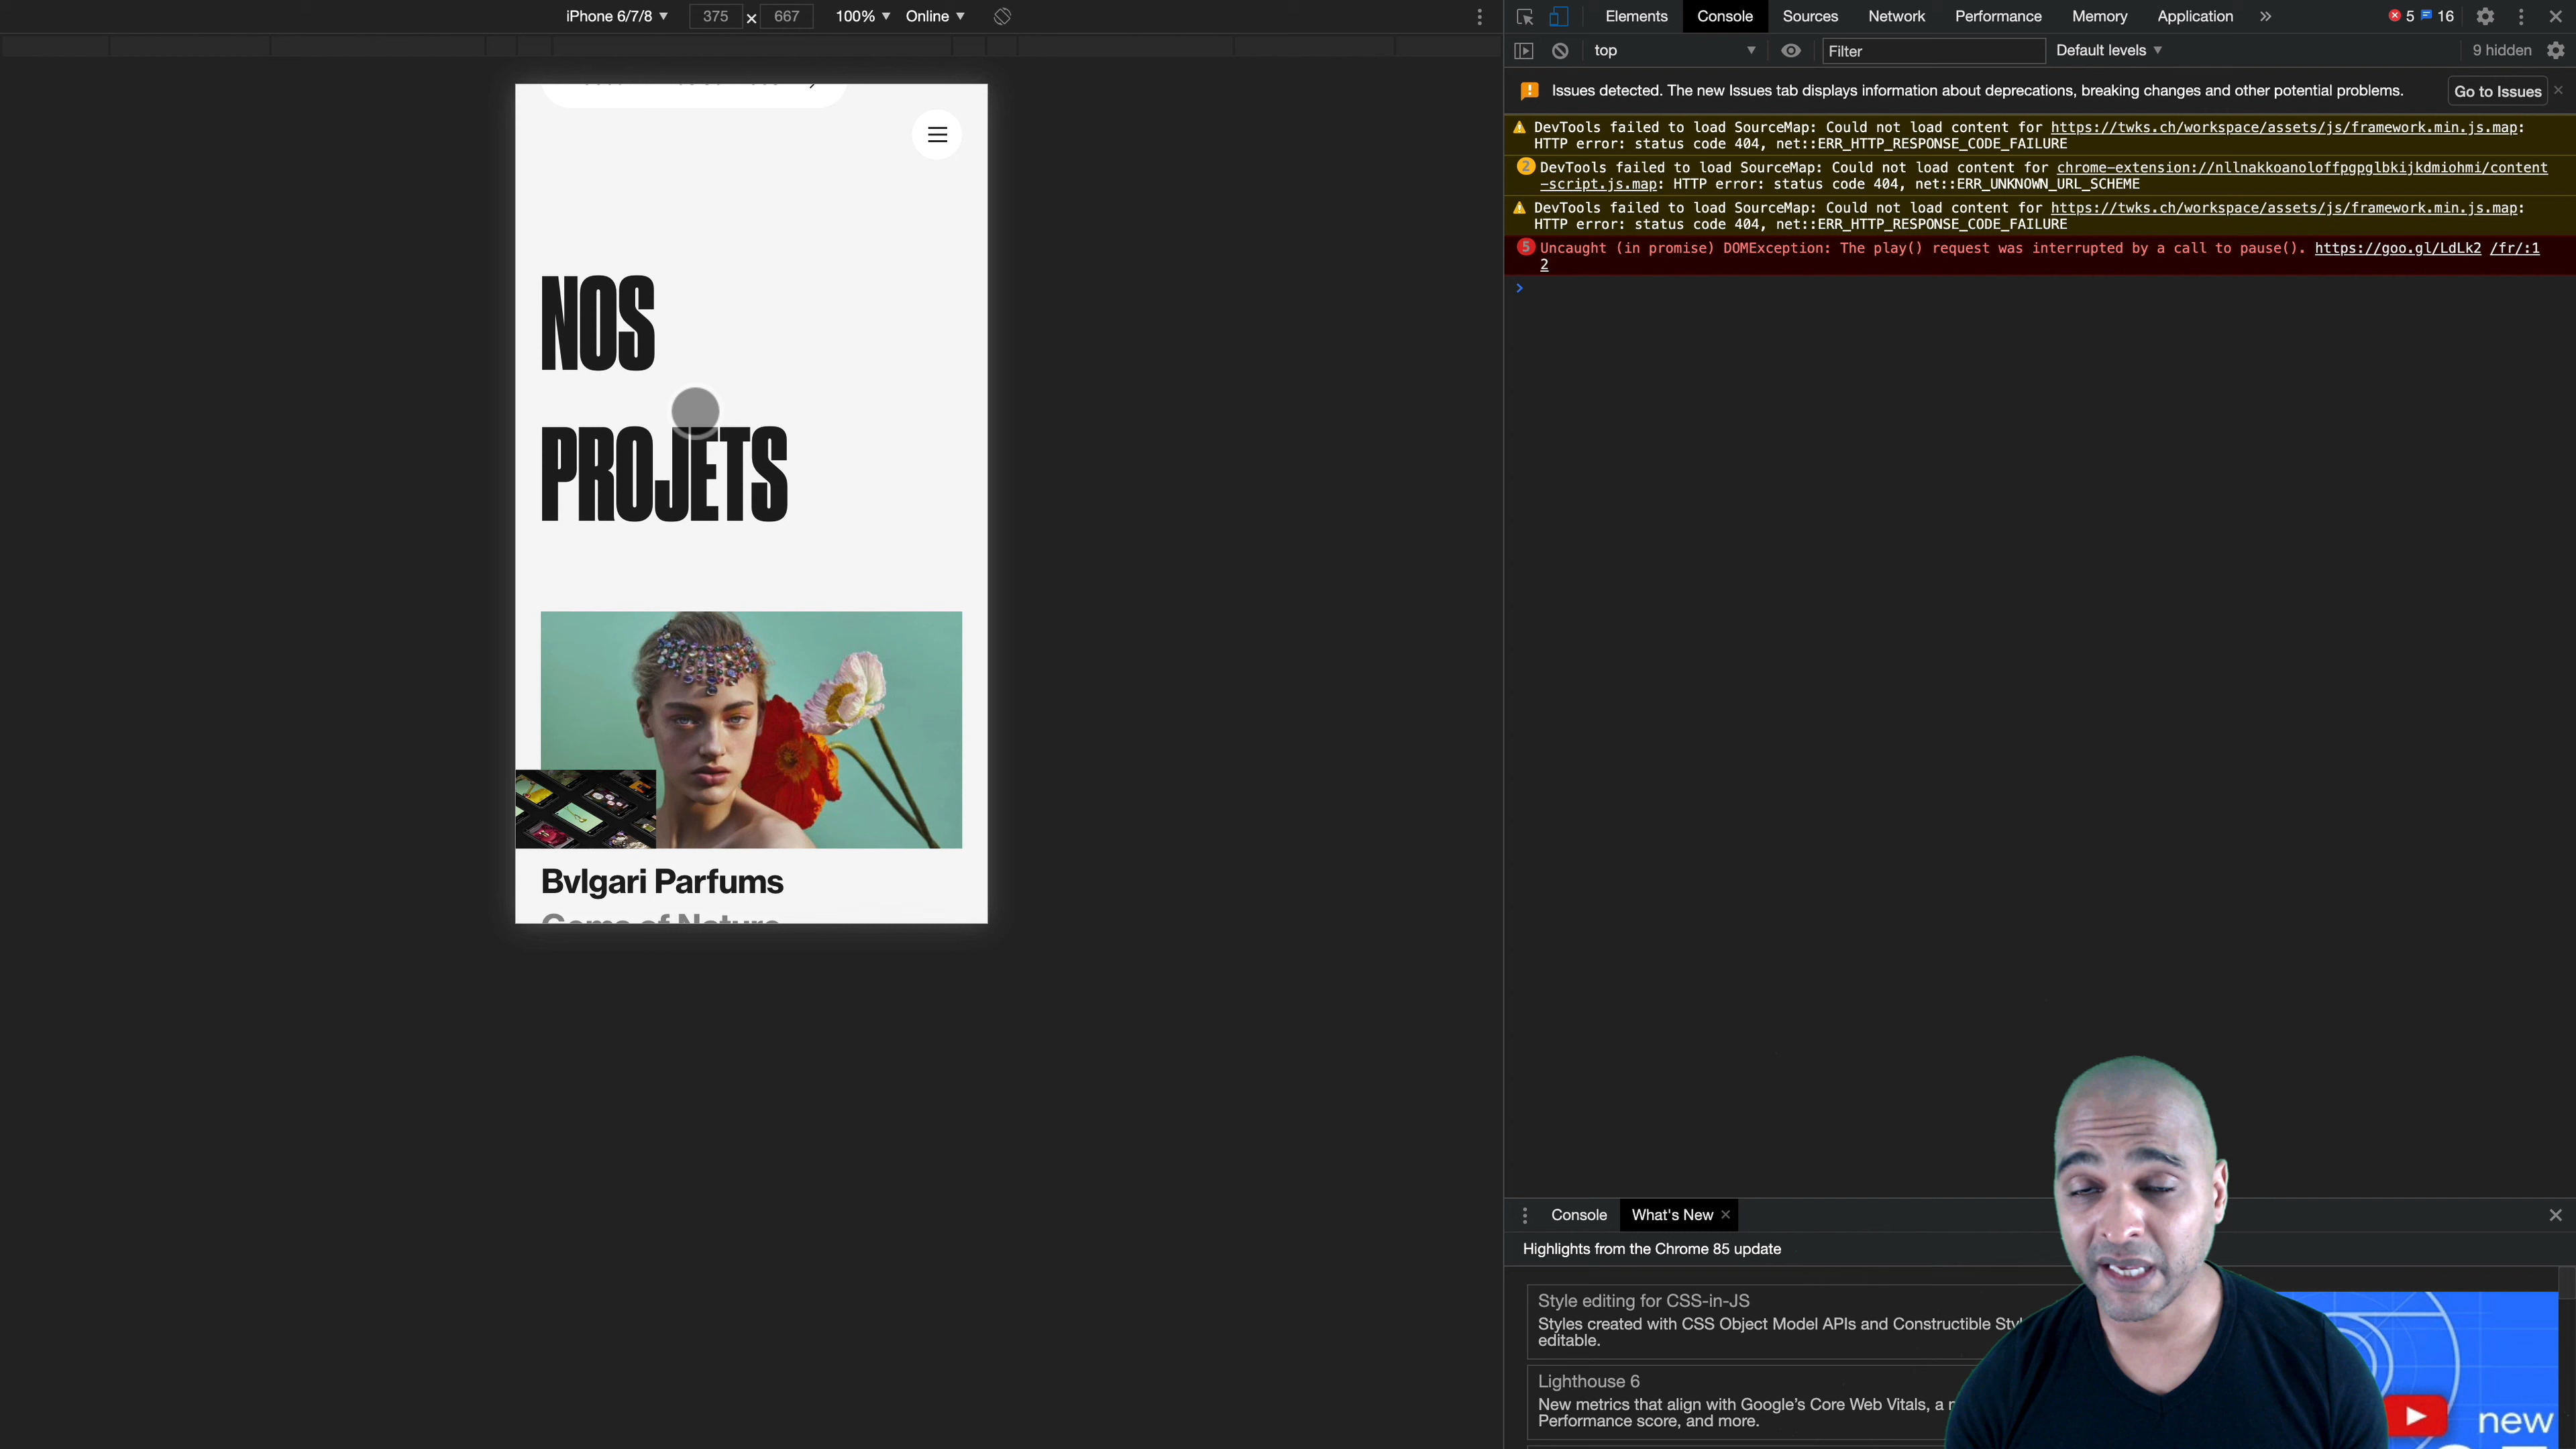 iPhone 6/7/8 375 × 667 100% Online
Elements Console Sources Network Performance Memory Application 5 16
top Filter Default levels 9 hidden
Issues detected. The new Issues tab displays information about deprecations, breaking changes and other potential problems. Go to Issues
DevTools failed to load SourceMap: Could not load content for https://twks.ch/workspace/assets/js/framework.min.js.map:
HTTP error: status code 404, net::ERR_HTTP_RESPONSE_CODE_FAILURE
2 DevTools failed to load SourceMap: Could not load content for chrome-extension://nllnakkoanoloffpgpglbkijkdmiohmi/content
-script.js.map: HTTP error: status code 404, net::ERR_UNKNOWN_URL_SCHEME
DevTools failed to load SourceMap: Could not load content for https://twks.ch/workspace/assets/js/framework.min.js.map:
HTTP error: status code 404, net::ERR_HTTP_RESPONSE_CODE_FAILURE
5 Uncaught (in promise) DOMException: The play() request was interrupted by a call to pause(). https://goo.gl/LdLk2 /fr/:1
2
NOS
PROJETS
Bvlgari Parfums
of Nature
Console What's New
Highlights from the Chrome 85 update
Style editing for CSS-in-JS
Styles created with CSS Object Model APIs and Constructible
editable.
Lighthouse 6
New metrics that align with Google's Core Web Vitals, a
Performance score, and more.
new